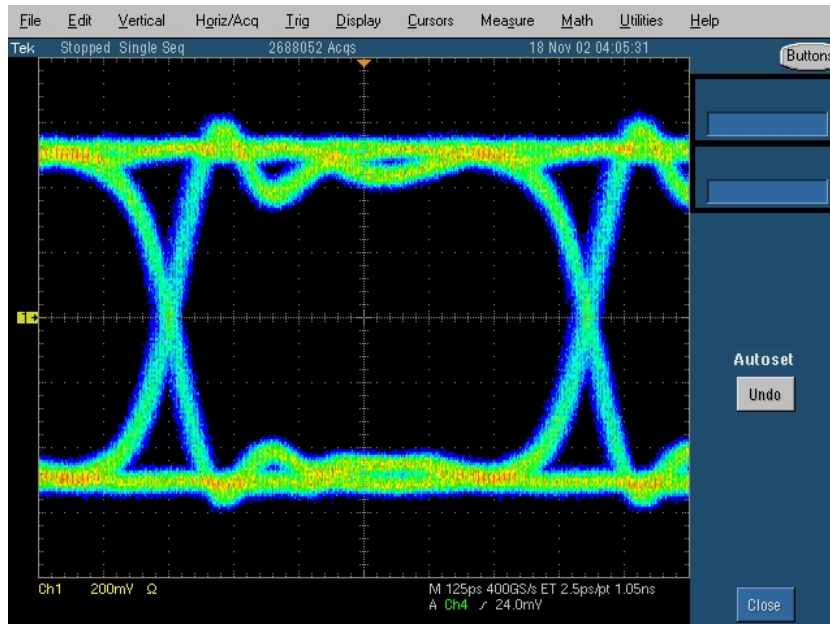 File Edit Vertical Horiz/Acq Trig Display Cursors Measure Math Utilities Help
Tek Stopped Single Seq 2688052 Acqs 18 Nov 02 04:05:31
Buttons
1
Autoset
Undo
Ch1 200mV Ω M 125ps 400GS/s ET 2.5ps/pt 1.05ns
A Ch4 24.0mV
Close